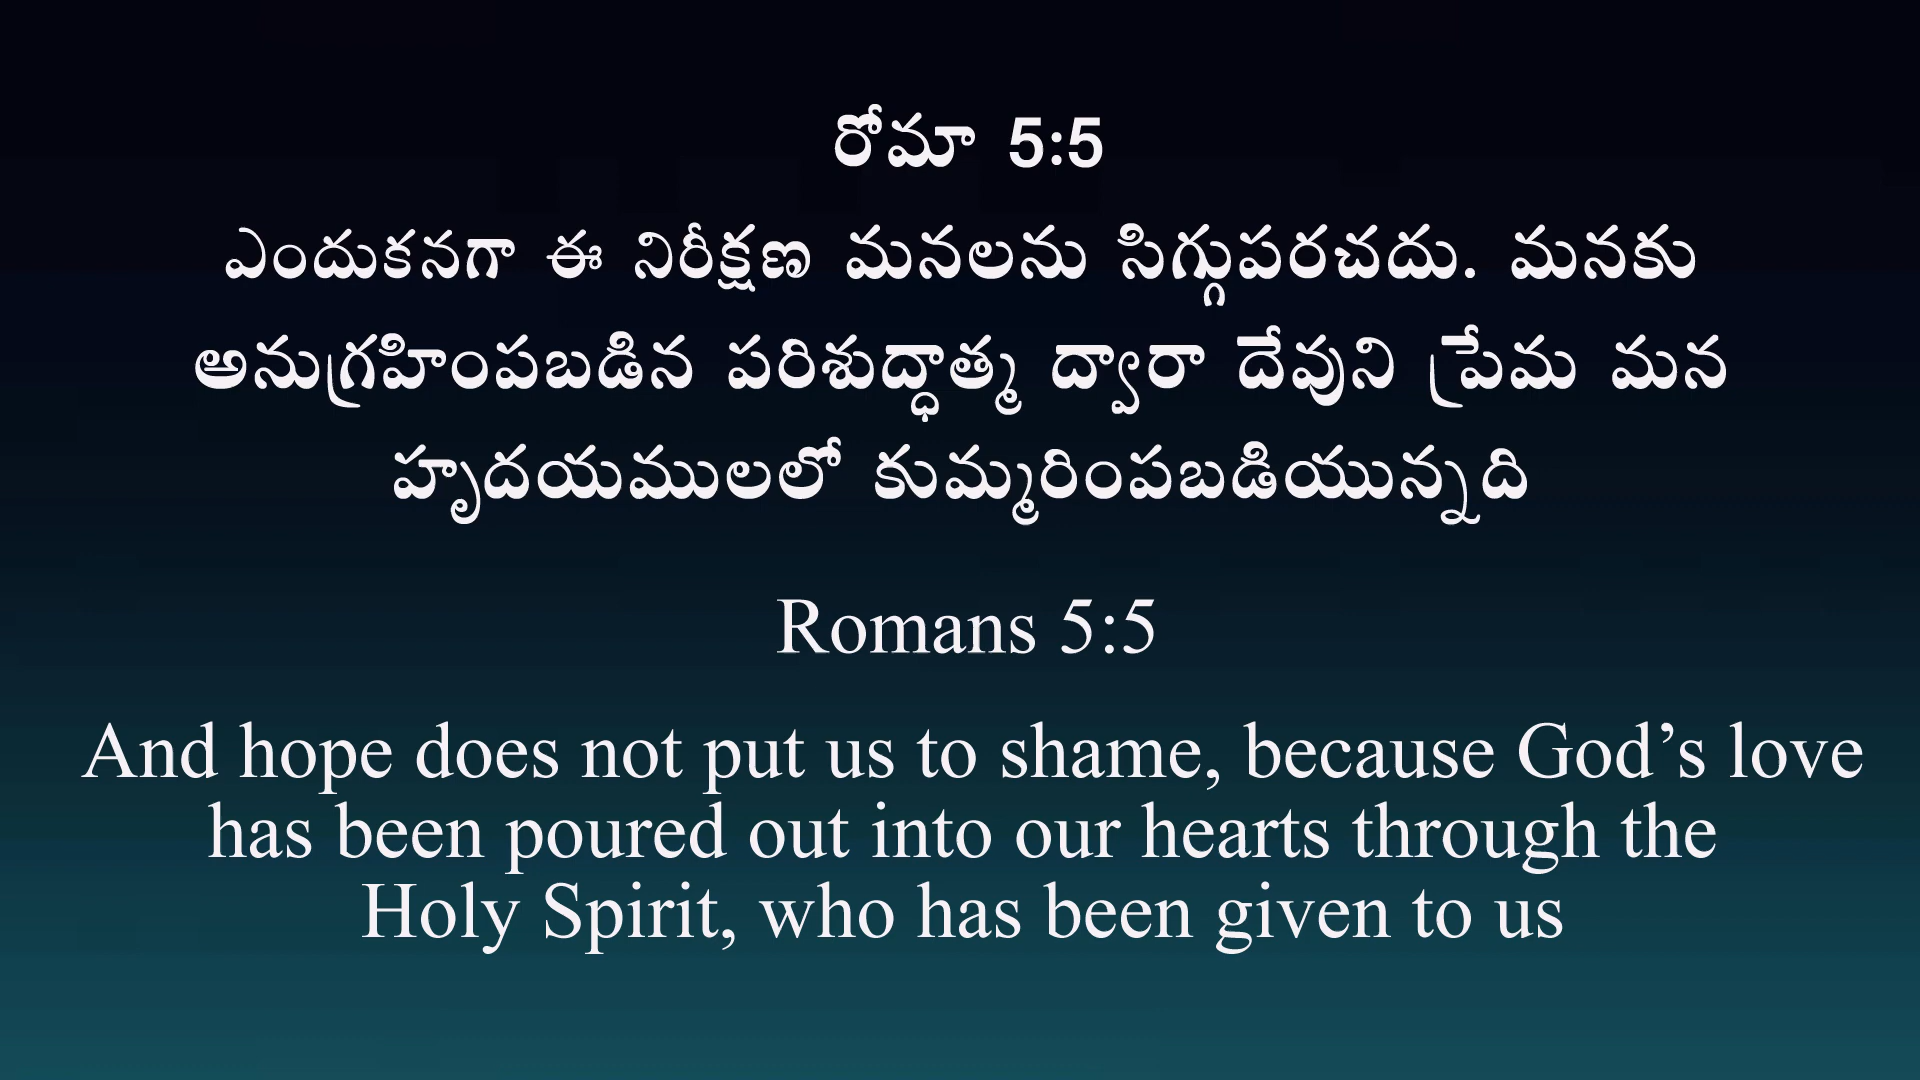 రోమా 5:5
ఎందుకనగా ఈ నిరీక్షణ మనలను సిగ్గుపరచదు. మనకు
అనుగ్రహింపబడిన పరిశుద్ధాత్మ ద్వారా దేవుని ప్రేమ మన
హృదయములలో కుమ్మరింపబడియున్నది
Romans 5:5
And hope does not put us to shame, because God’s love
has been poured out into our hearts through the
Holy Spirit, who has been given to us